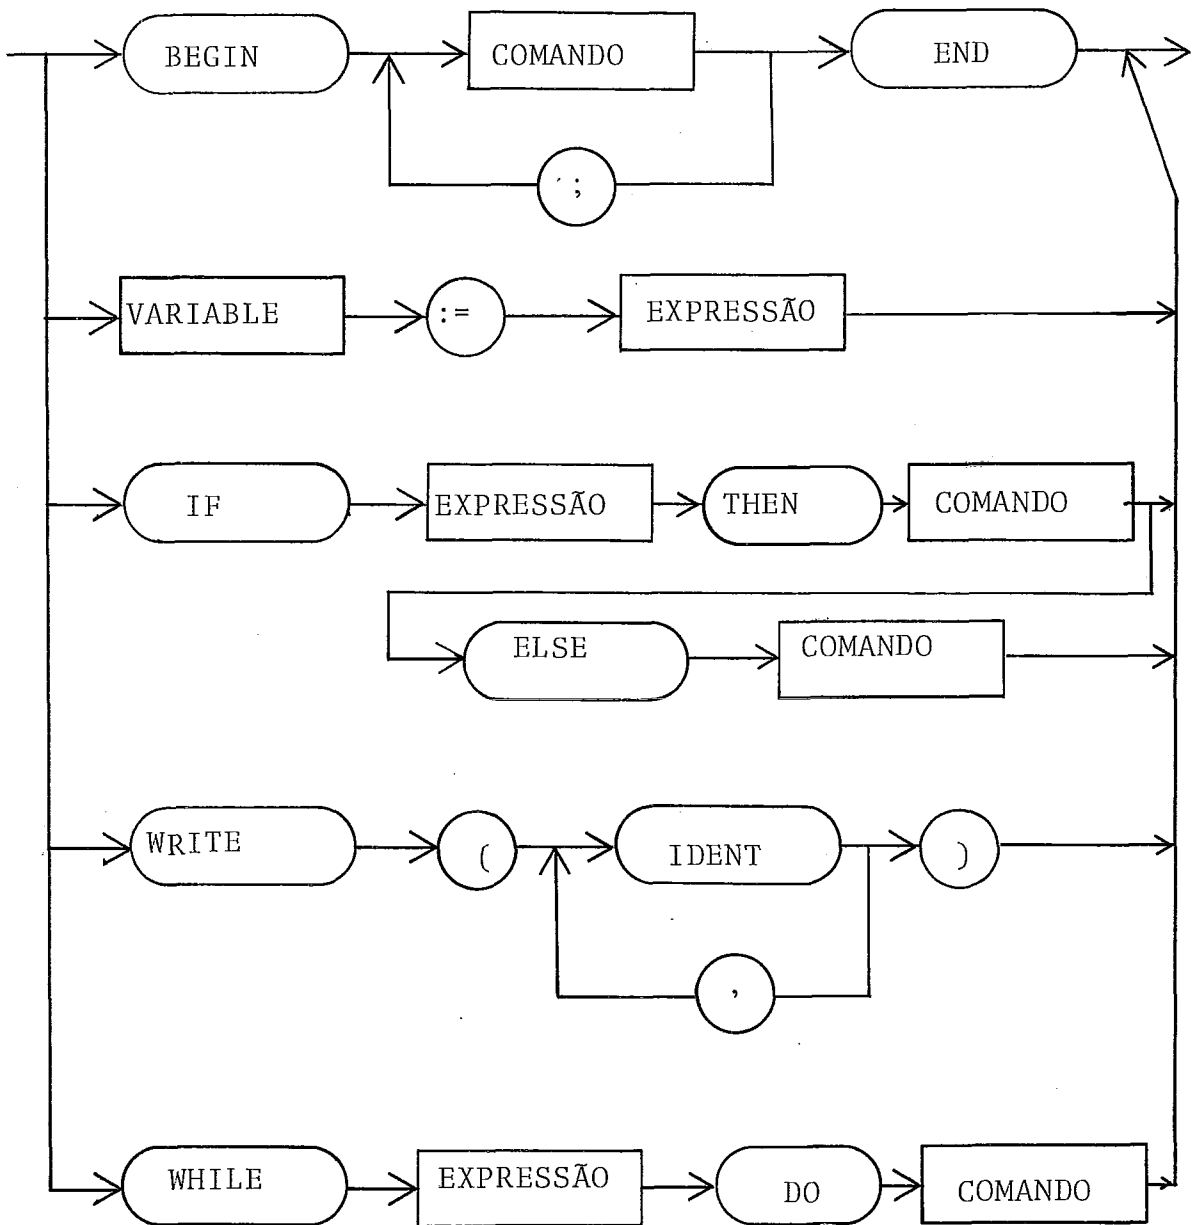 BEGIN COMANDO END
;
VARIABLE := EXPRESSÃO
IF EXPRESSÃO THEN COMANDO
ELSE COMANDO
WRITE ( IDENT )
,
WHILE EXPRESSÃO DO COMANDO